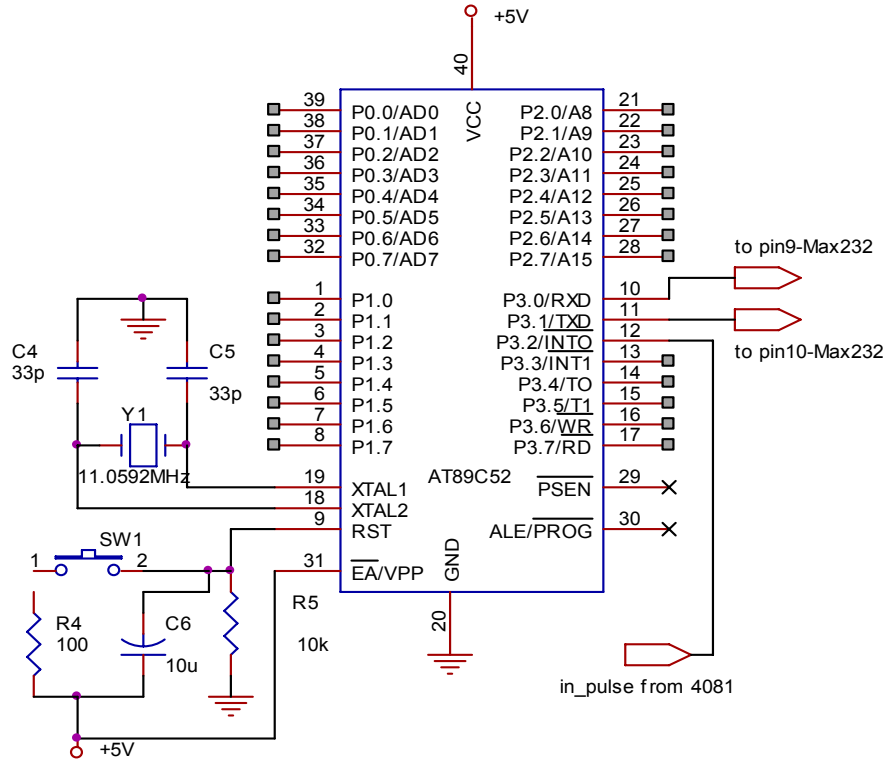 +5V
40
VCC
39 P0.0/AD0 P2.0/A8 21
38 P0.1/AD1 P2.1/A9 22
37 P0.2/AD2 P2.2/A10 23
36 P0.3/AD3 P2.3/A11 24
35 P0.4/AD4 P2.4/A12 25
34 P0.5/AD5 P2.5/A13 26
33 P0.6/AD6 P2.6/A14 27
32 P0.7/AD7 P2.7/A15 28
to pin9-Max232
1 P1.0 P3.0/RXD 10
2 P1.1 P3.1/TXD 11
3 P1.2 P3.2/INTO 12
to pin10-Max232
4 P1.3 P3.3/INT1 13
5 P1.4 P3.4/TO 14
6 P1.5 P3.5/T1 15
7 P1.6 P3.6/WR 16
8 P1.7 P3.7/RD 17
C4
33p
C5
33p
Y1
11.0592MHz
19 XTAL1 AT89C52 PSEN 29
18 XTAL2
9 RST ALE/PROG 30
31 EA/VPP GND
20
SW1
1 2
R4
100
C6
10u
R5
10k
+5V
in_pulse from 4081